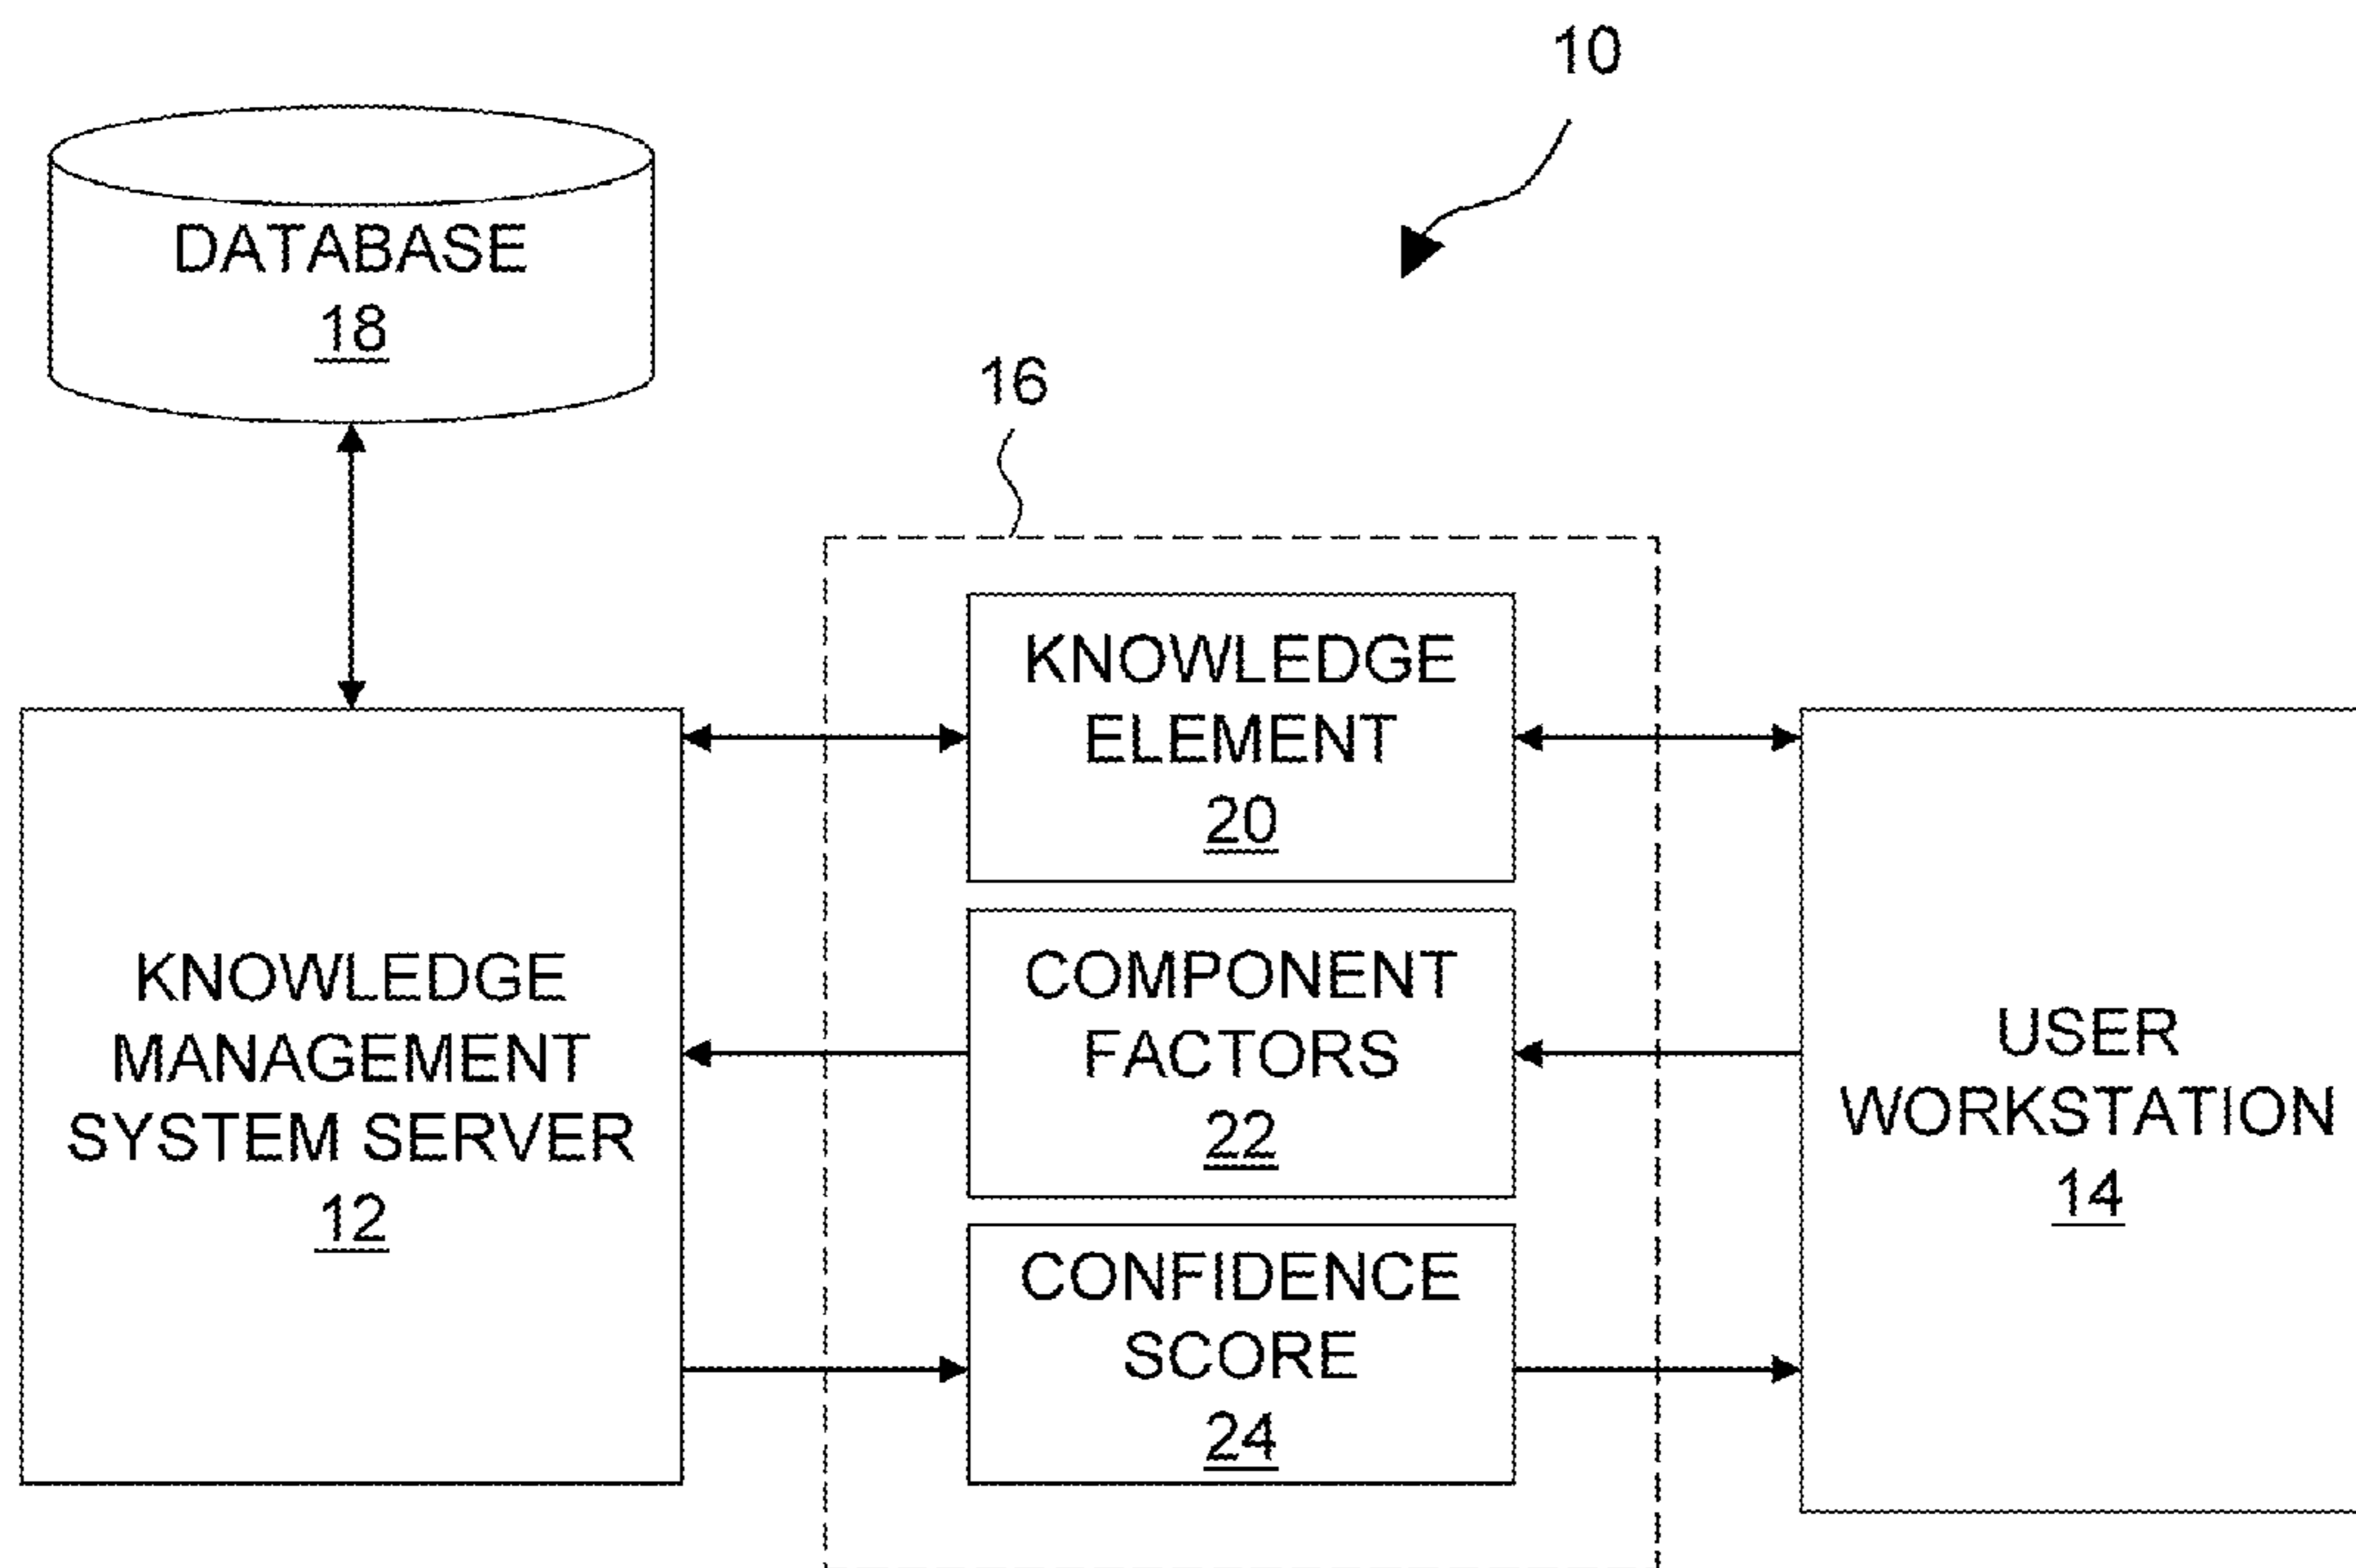 10
DATABASE
18
16
KNOWLEDGE
ELEMENT
20
KNOWLEDGE
MANAGEMENT
SYSTEM SERVER
12
COMPONENT
FACTORS
22
USER
WORKSTATION
14
CONFIDENCE
SCORE
24